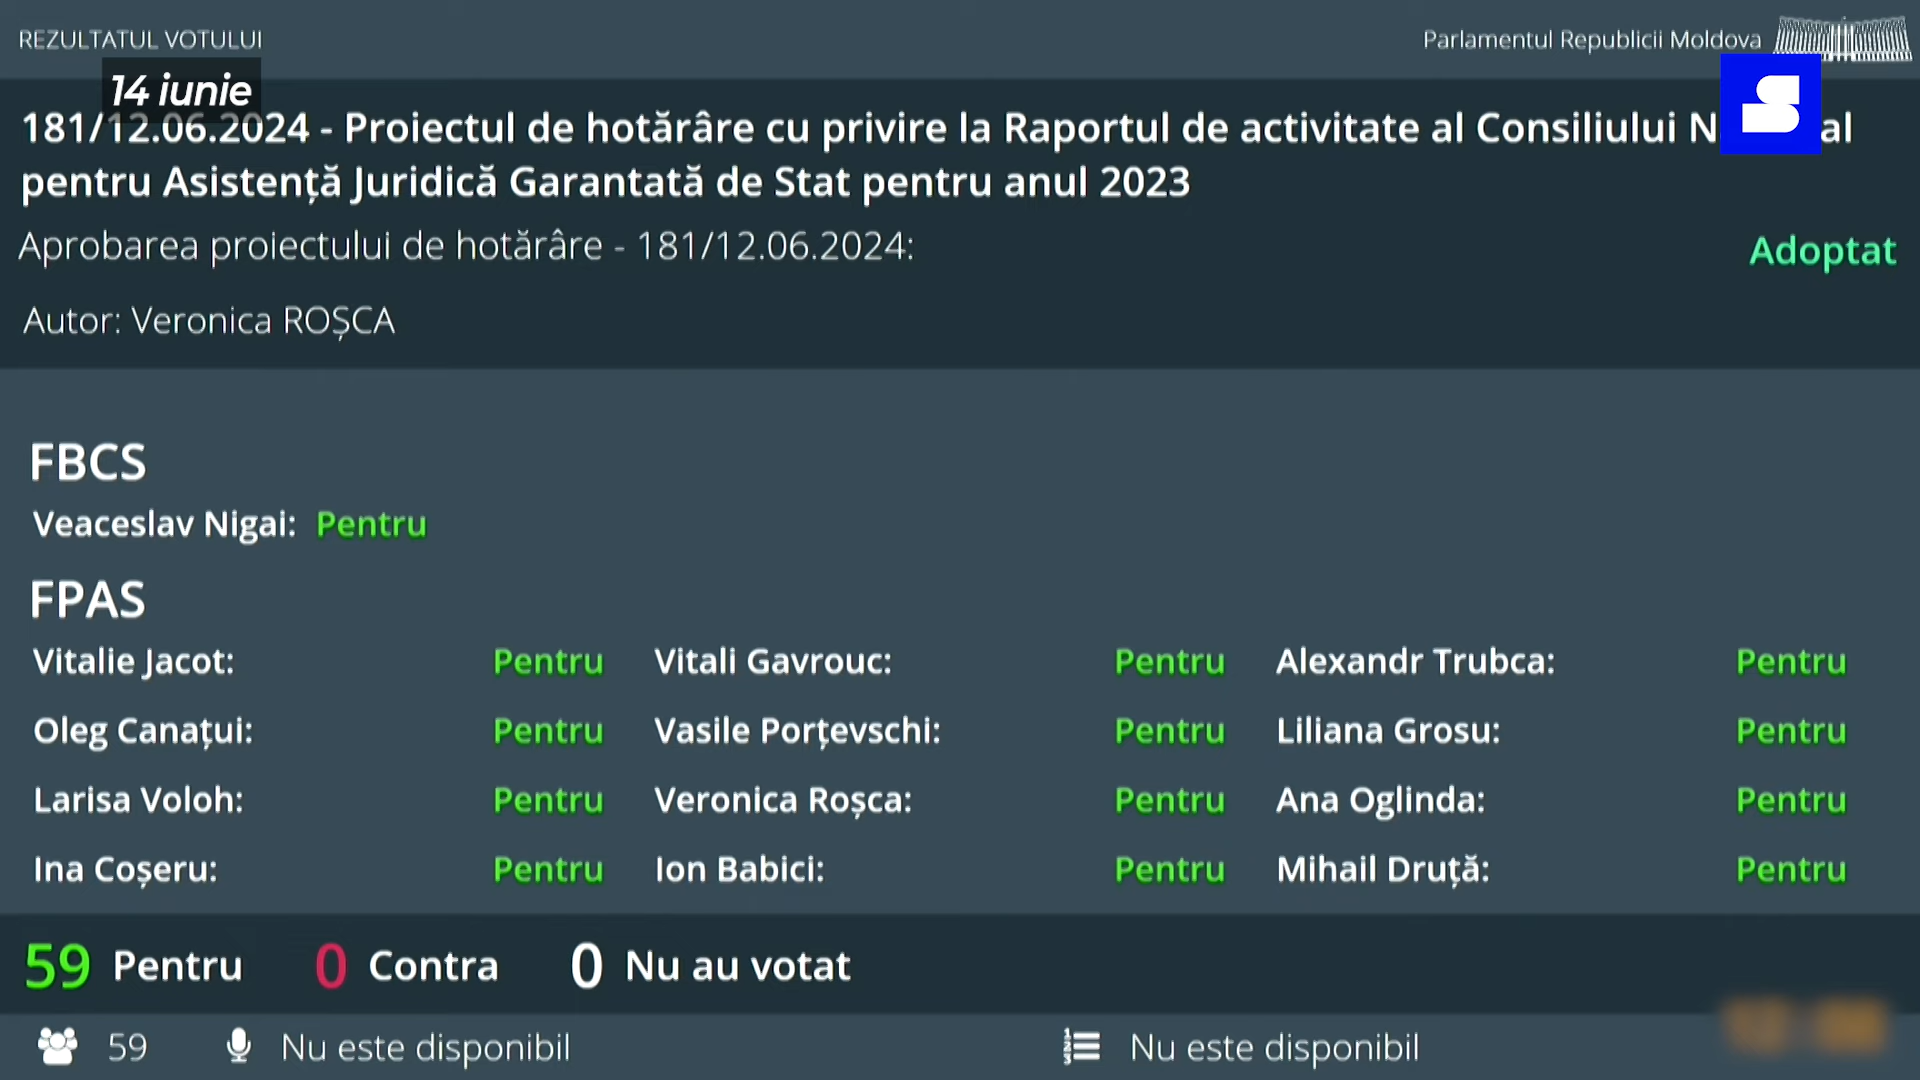 REZULTATUL VOTULUI
Parlamentul Republicii Moldova
14 iunie
181/12.06.2024 - Proiectul de hotărâre cu privire la Raportul de activitate al Consiliului
pentru Asistență Juridică Garantată de Stat pentru anul 2023
Aprobarea proiectului de hotărâre - 181/12.06.2024:
Adoptat
Autor: Veronica ROȘCA
FBCS
Veaceslav Nigai: Pentru
FPAS
Vitalie Jacot: Pentru Vitali Gavrouc: Pentru Alexandr Trubca: Pentru
Oleg Canațui: Pentru Vasile Porțevschi: Pentru Liliana Grosu: Pentru
Larisa Voloh: Pentru Veronica Roșca: Pentru Ana Oglinda: Pentru
Ina Coșeru: Pentru Ion Babici: Pentru Mihail Druță: Pentru
59 Pentru 0 Contra 0 Nu au votat
59 Nu este disponibil Nu este disponibil